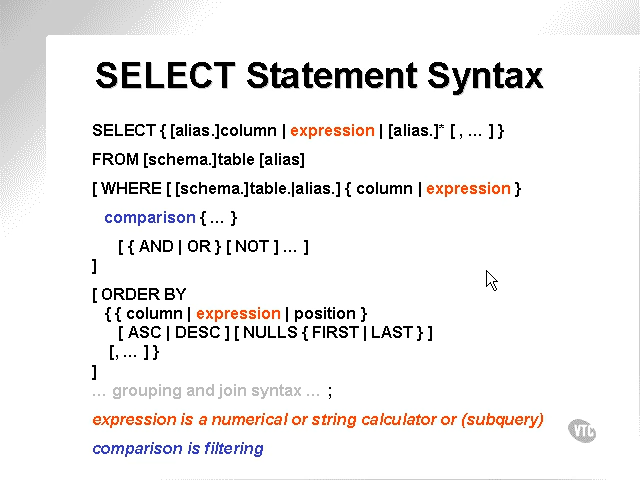 SELECT Statement Syntax
SELECT { [alias.]column | expression | [alias.]* [ , … ] }
FROM [schema.]table [alias]
[ WHERE [ [schema.]table.|alias.] { column | expression }
comparison { … }
[ { AND | OR } [ NOT ] … ]
]
[ ORDER BY
{ { column | expression | position }
[ ASC | DESC ] [ NULLS { FIRST | LAST } ]
[, … ] }
]
… grouping and join syntax … ;
expression is a numerical or string calculator or (subquery)
comparison is filtering
VTC